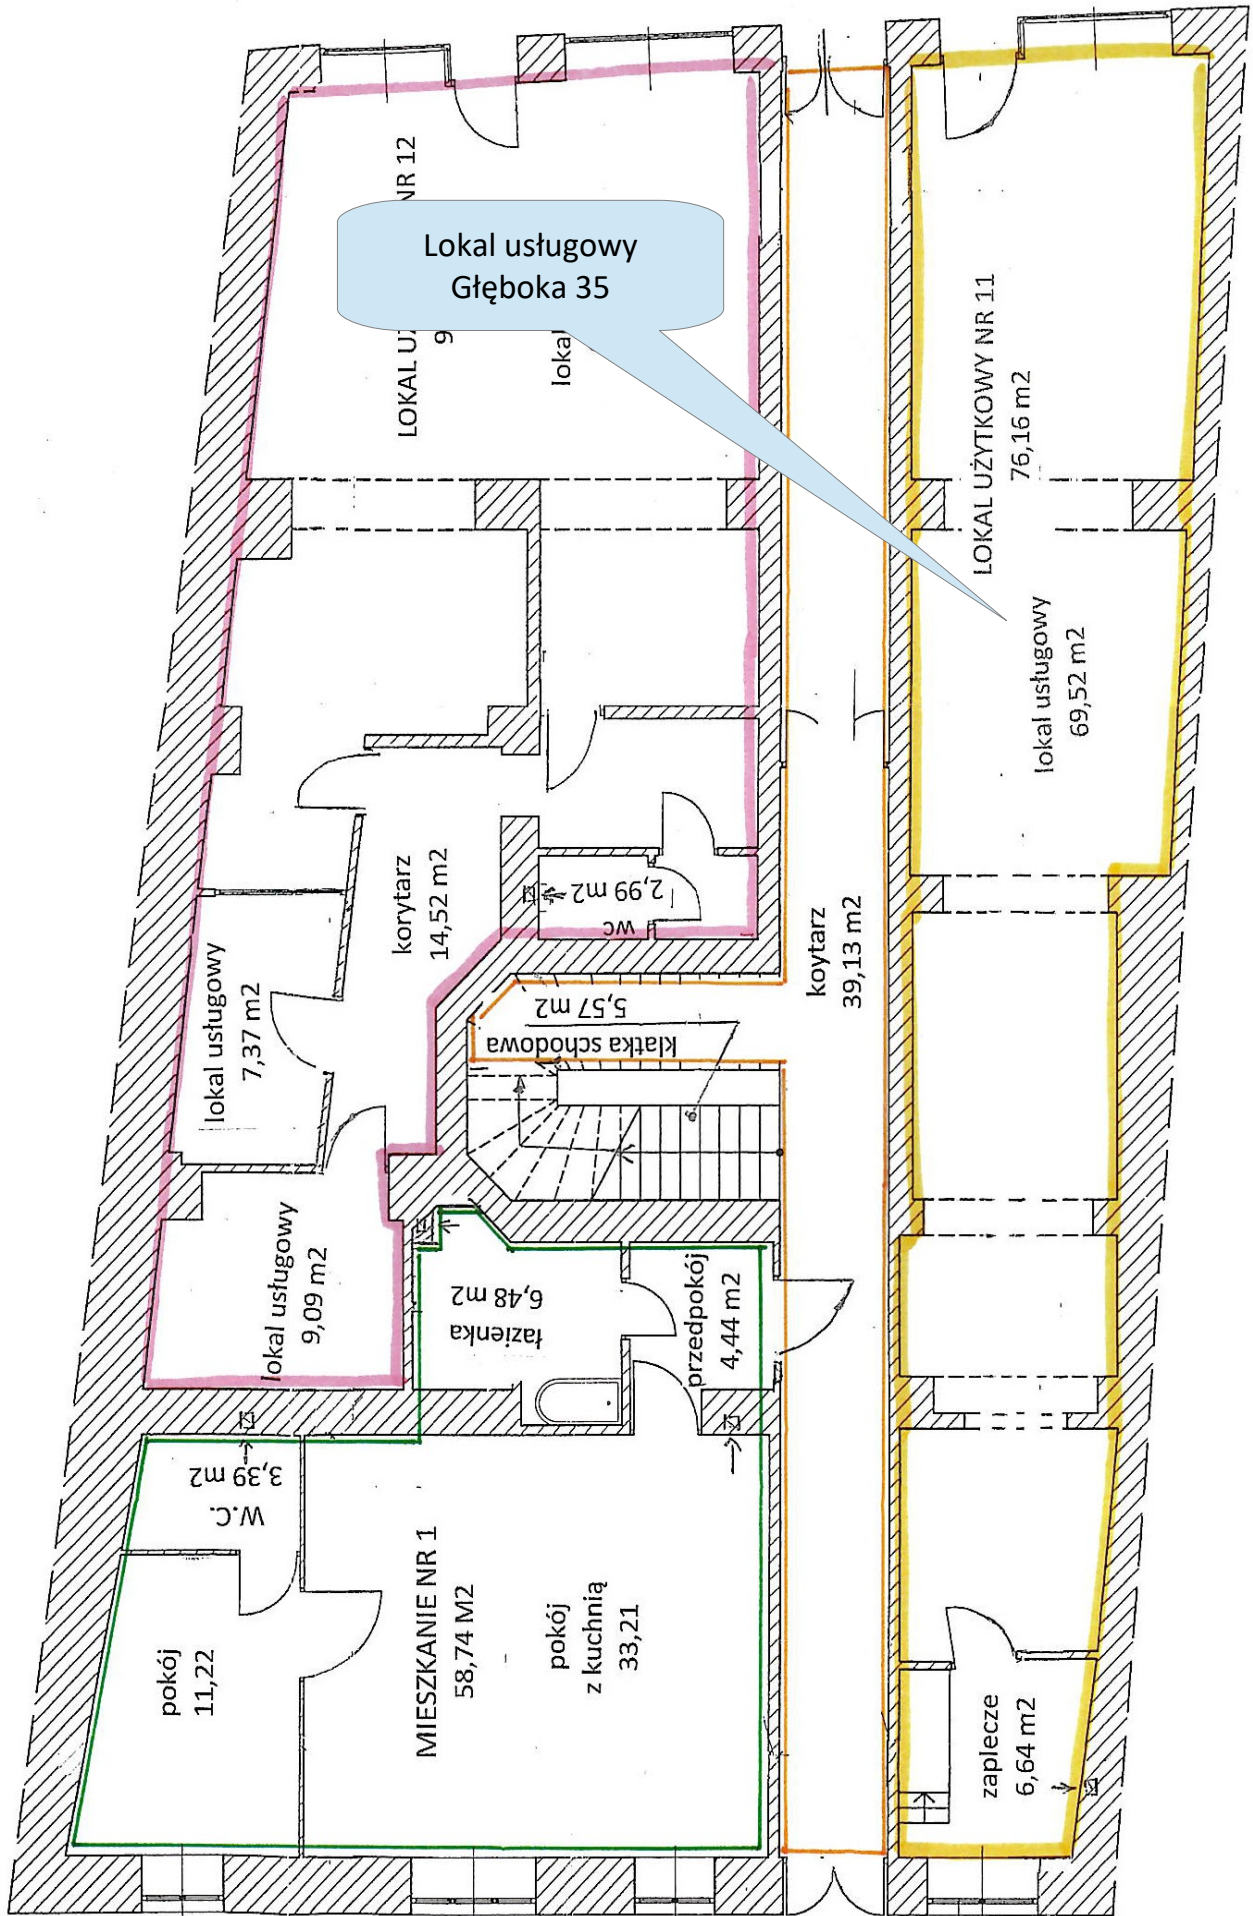 Lokal usługowy
Głęboka 35
NR 12
LOKAL
lokal
LOKAL UŻYTKOWY NR 11
76,16 m2
lokal usługowy
69,52 m2
korytarz
14,52 m2
wc
2,99 m2
lokal usługowy
7,37 m2
koytarz
39,13 m2
klatka schodowa
5,57 m2
lokal usługowy
9,09 m2
łazienka
6,48 m2
przedpokój
4,44 m2
W.C.
3,39 m2
MIESZKANIE NR 1
58,74 M2
pokój
11,22
pokój
z kuchnią
33,21
zaplecze
6,64 m2